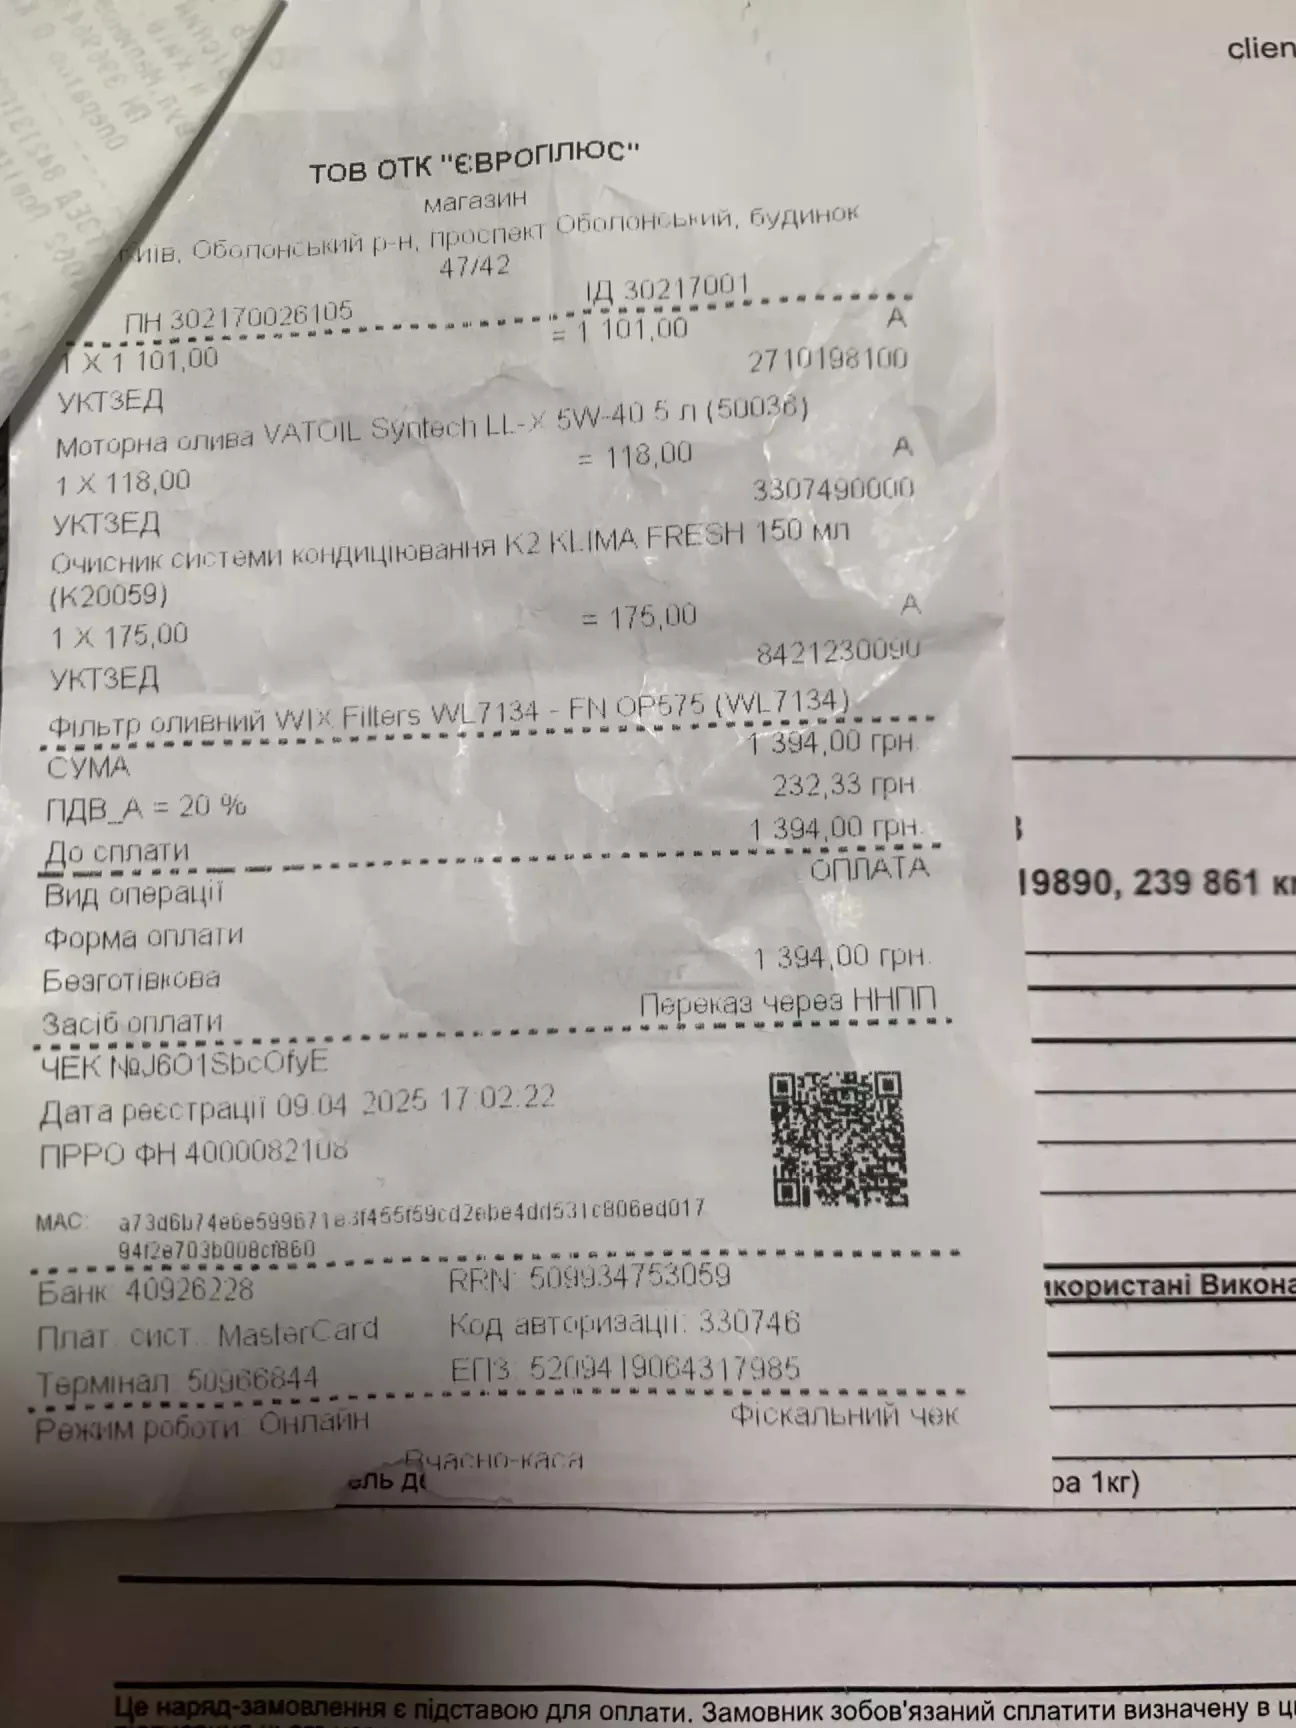 clien
ТОВ ОТК "ЄВРОПЛЮС"
магазин
Київ, Оболонський р-н, проспект Оболонський, будинок
47/42
ПН 302170026105 ІД 30217001
1 X 1 101,00 = 1 101,00 А
УКТЗЕД 2710198100
Моторна олива VATOIL Syntech LL-X 5W-40 5 л (50036)
1 X 118,00 = 118,00 А
УКТЗЕД 3307490000
Очисник системи кондиціювання K2 KLIMA FRESH 150 мл
(K20059)
1 X 175,00 = 175,00 А
УКТЗЕД 8421230090
Фільтр оливний WIX Filters WL7134 - FN OP575 (WL7134)
СУМА 1 394,00 грн.
ПДВ_А = 20 % 232,33 грн.
До сплати 1 394,00 грн.
Вид операції ОПЛАТА
Форма оплати
Безготівкова 1 394,00 грн.
Засіб оплати Переказ через ННПП
ЧЕК №J6O1SbcOfyE
Дата реєстрації 09.04.2025 17:02:22
ПРРО ФН 4000082108
MAC: a73d6b74e6e599671e3f455f59cd2ebe4dd531c806ed017
94f2e703b008cf860
Банк: 40926228 RRN: 509934753059
Плат. сист.: MasterCard Код авторизації: 330746
Термінал: 50966844 ЕПЗ: 5209419064317985
Режим роботи: Онлайн Фіскальний чек
Вчасно-каса
19890, 239 861 км
икористані Викона
ель де
ра 1кг)
Це наряд-замовлення є підставою для оплати. Замовник зобов'язаний сплатити визначену в ці